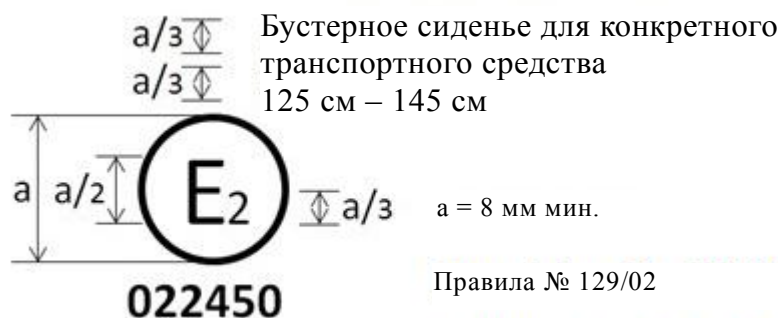 a/3
Бустерное сиденье для конкретного
транспортного средства
a/3
125 см – 145 см
a
a/2
E2
a/3
a = 8 мм мин.
022450
Правила № 129/02